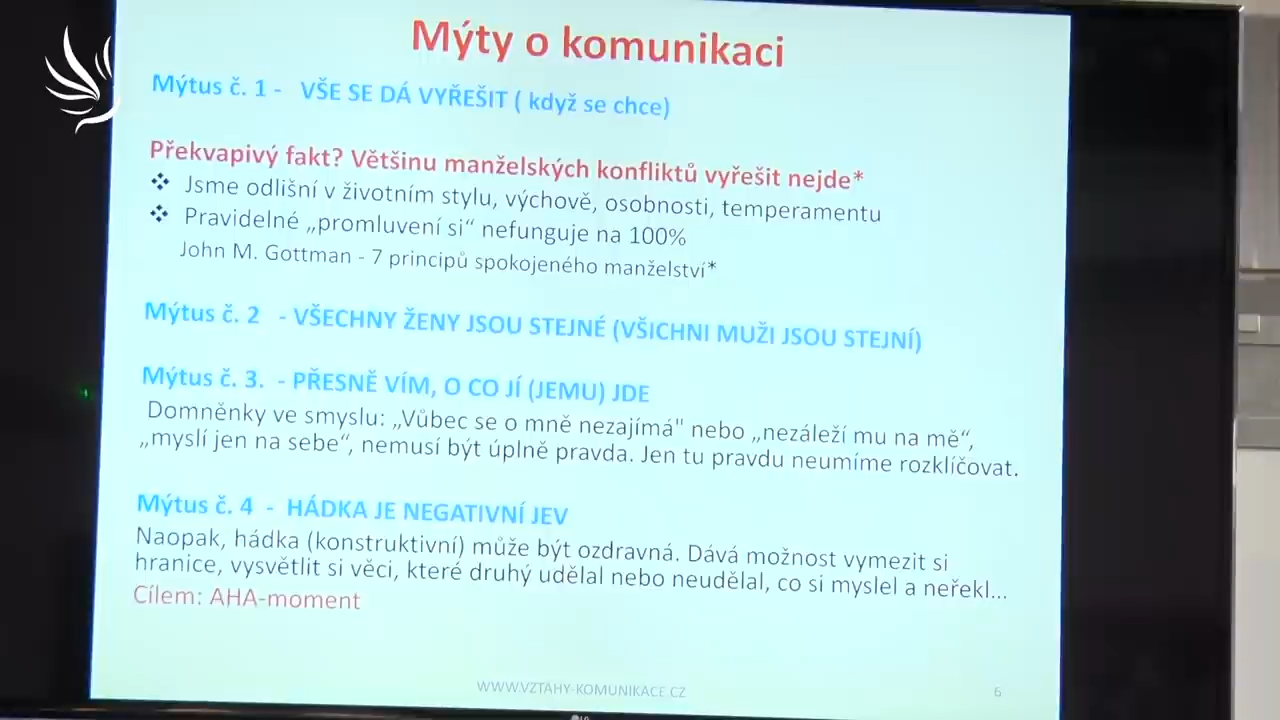 Mýty o komunikaci
Mýtus č. 1 - VŠE SE DÁ VYŘEŠIT ( když se chce)
Překvapivý fakt? Většinu manželských konfliktů vyřešit nejde*
Jsme odlišní v životním stylu, výchově, osobnosti, temperamentu
Pravidelné „promluvení si“ nefunguje na 100%
John M. Gottman - 7 principů spokojeného manželství*
Mýtus č. 2 - VŠECHNY ŽENY JSOU STEJNÉ (VŠICHNI MUŽI JSOU STEJNÍ)
Mýtus č. 3. - PŘESNĚ VÍM, O CO JÍ (JEMU) JDE
Domněnky ve smyslu: „Vůbec se o mně nezajímá" nebo „nezáleží mu na mě“,
„myslí jen na sebe“, nemusí být úplně pravda. Jen tu pravdu neumíme rozklíčovat.
Mýtus č. 4 - HÁDKA JE NEGATIVNÍ JEV
Naopak, hádka (konstruktivní) může být ozdravná. Dává možnost vymezit si
hranice, vysvětlit si věci, které druhý udělal nebo neudělal, co si myslel a neřekl...
Cílem: AHA-moment
WWW.VZTAHY-KOMUNIKACE.CZ 6
LG